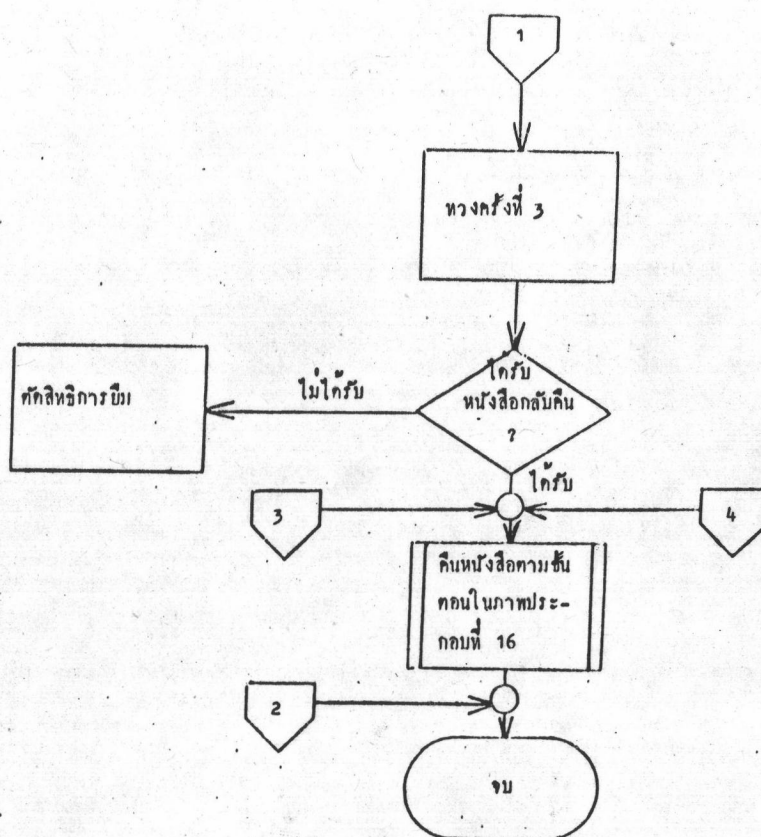 1
ทวงครั้งที่ 3
ได้รับ
หนังสือกลับคืน
?
ไม่ได้รับ
ตัดสิทธิการยืม
ได้รับ
3
4
คืนหนังสือตามขั้น
ตอนในภาพประ-
กอบที่ 16
2
จบ